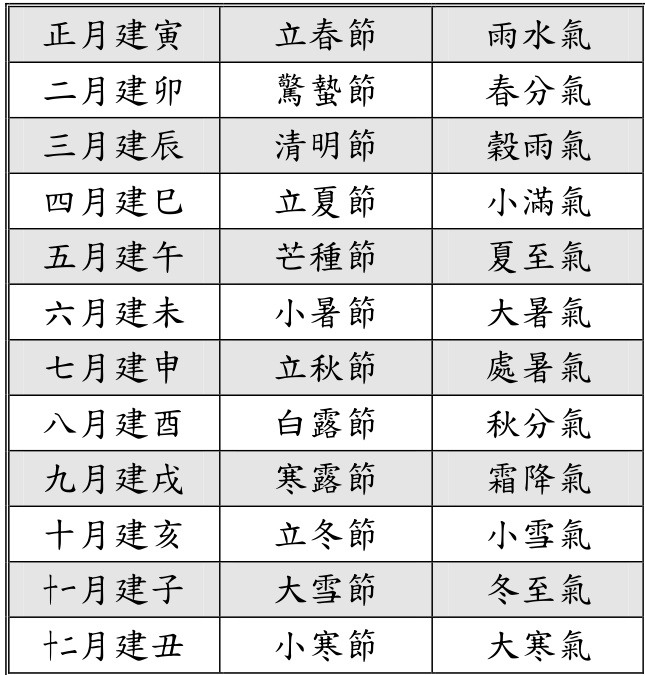 正月建寅 立春節 雨水氣
二月建卯 驚蟄節 春分氣
三月建辰 清明節 穀雨氣
四月建巳 立夏節 小滿氣
五月建午 芒種節 夏至氣
六月建未 小暑節 大暑氣
七月建申 立秋節 處暑氣
八月建酉 白露節 秋分氣
九月建戌 寒露節 霜降氣
十月建亥 立冬節 小雪氣
十一月建子 大雪節 冬至氣
十二月建丑 小寒節 大寒氣